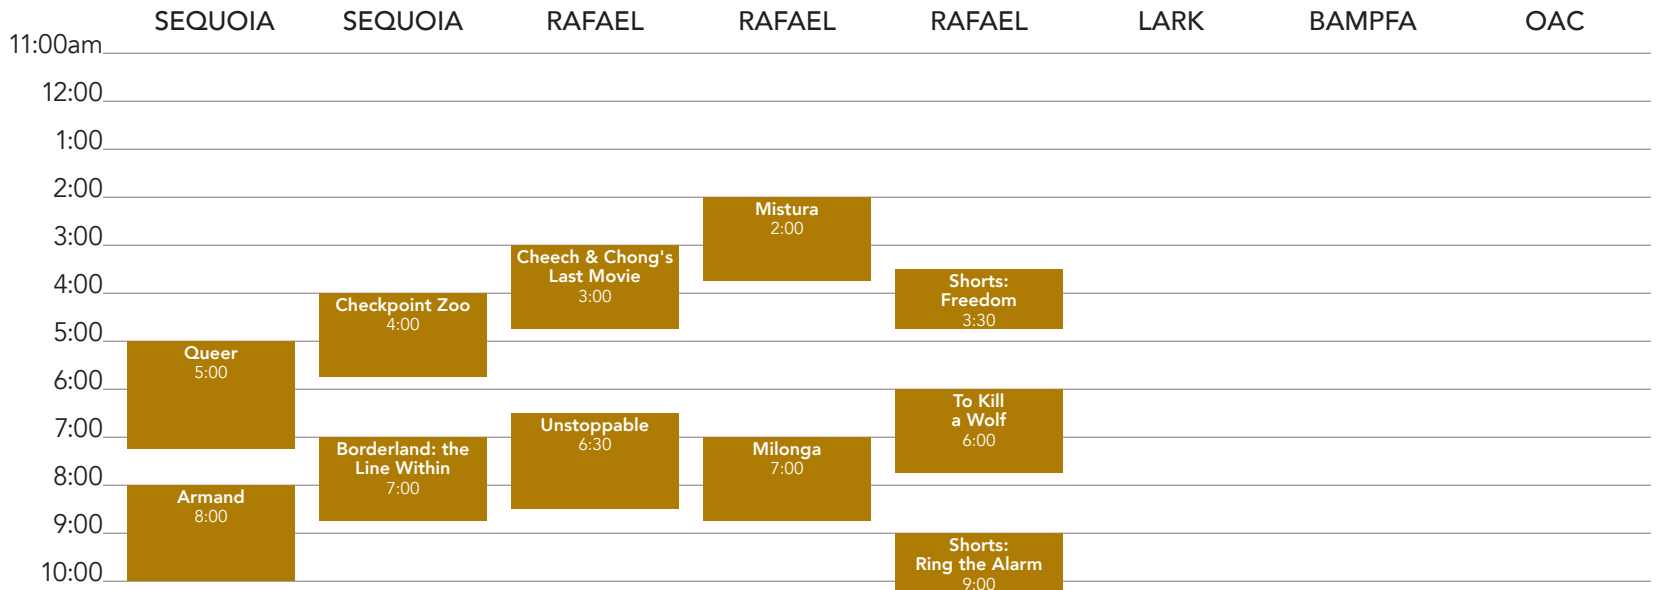 SEQUOIA SEQUOIA RAFAEL RAFAEL RAFAEL LARK BAMPFA OAC
11:00am
12:00
1:00
2:00
3:00
4:00
5:00
6:00
7:00
8:00
9:00
10:00
Queer
5:00
Armand
8:00
Checkpoint Zoo
4:00
Borderland: the
Line Within
7:00
Cheech & Chong's
Last Movie
3:00
Unstoppable
6:30
Mistura
2:00
Milonga
7:00
Shorts:
Freedom
3:30
To Kill
a Wolf
6:00
Shorts:
Ring the Alarm
9:00